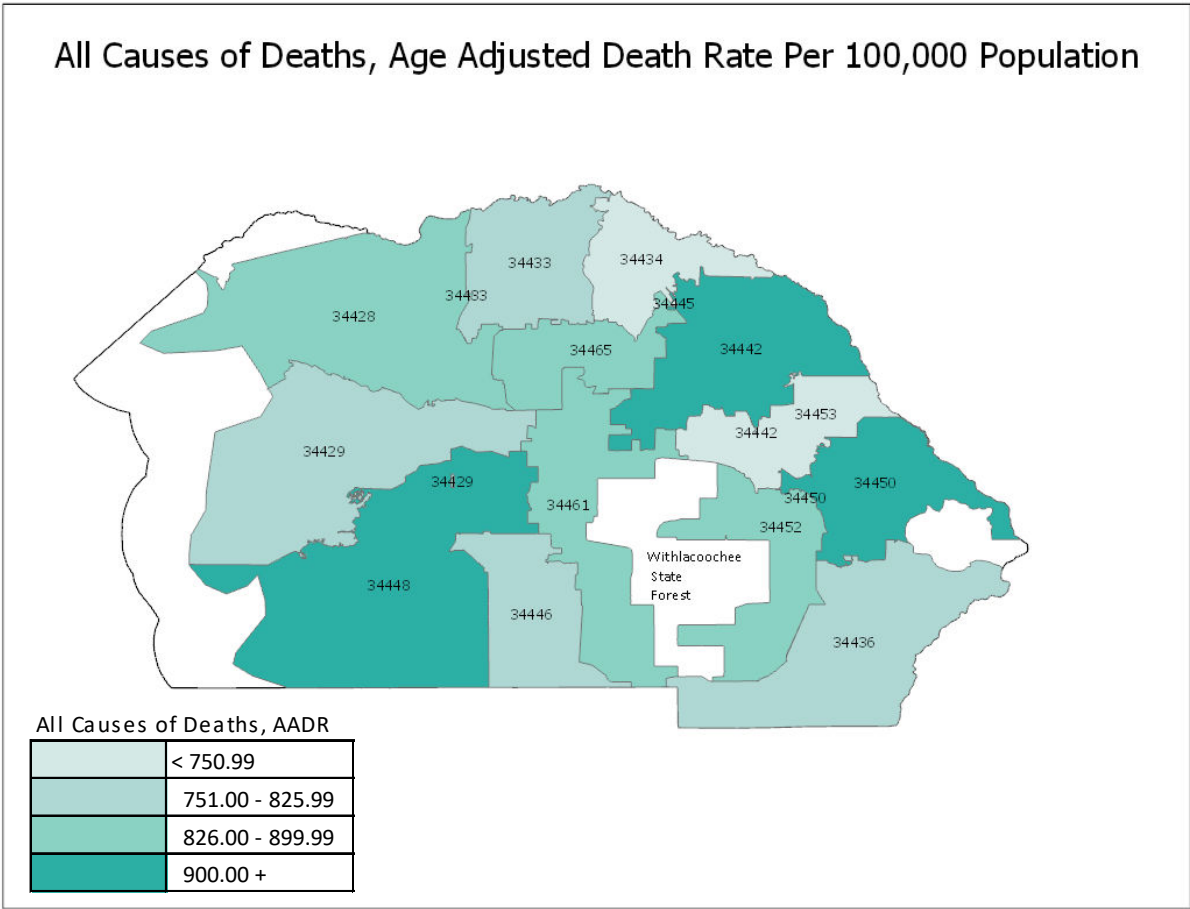 All Causes of Deaths, Age Adjusted Death Rate Per 100,000 Population
34433
34434
34433
34445
34428
34465
34442
34453
34442
34429
34429
34450
34450
34461
34452
Withlacoochee
State
Forest
34448
34446
34436
All Causes of Deaths, AADR
< 750.99
751.00 - 825.99
826.00 - 899.99
900.00 +